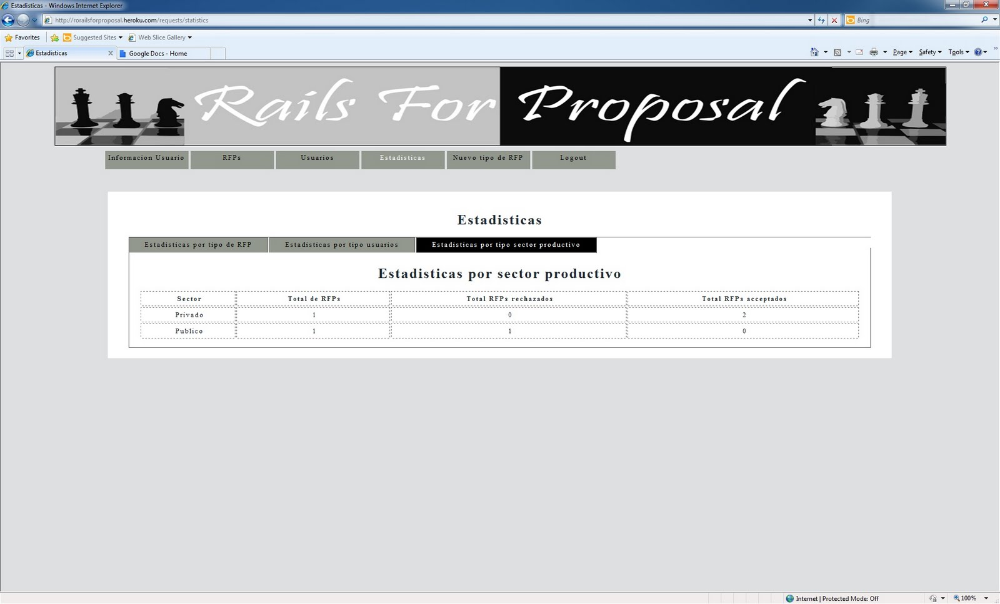 Estadisticas - Windows Internet Explorer
http://rorailsforproposal.heroku.com/requests/statistics
Bing
Favorites Suggested Sites Web Slice Gallery
Estadisticas Google Docs - Home
Page Safety Tools
Rails For Proposal
Informacion Usuario RFPs Usuarios Estadisticas Nuevo tipo de RFP Logout
Estadisticas
Estadisticas por tipo de RFP Estadisticas por tipo usuarios Estadisticas por tipo sector productivo
Estadisticas por sector productivo
Sector Total de RFPs Total RFPs rechazados Total RFPs acceptados
Privado 1 0 2
Publico 1 1 0
Internet | Protected Mode: Off 100%